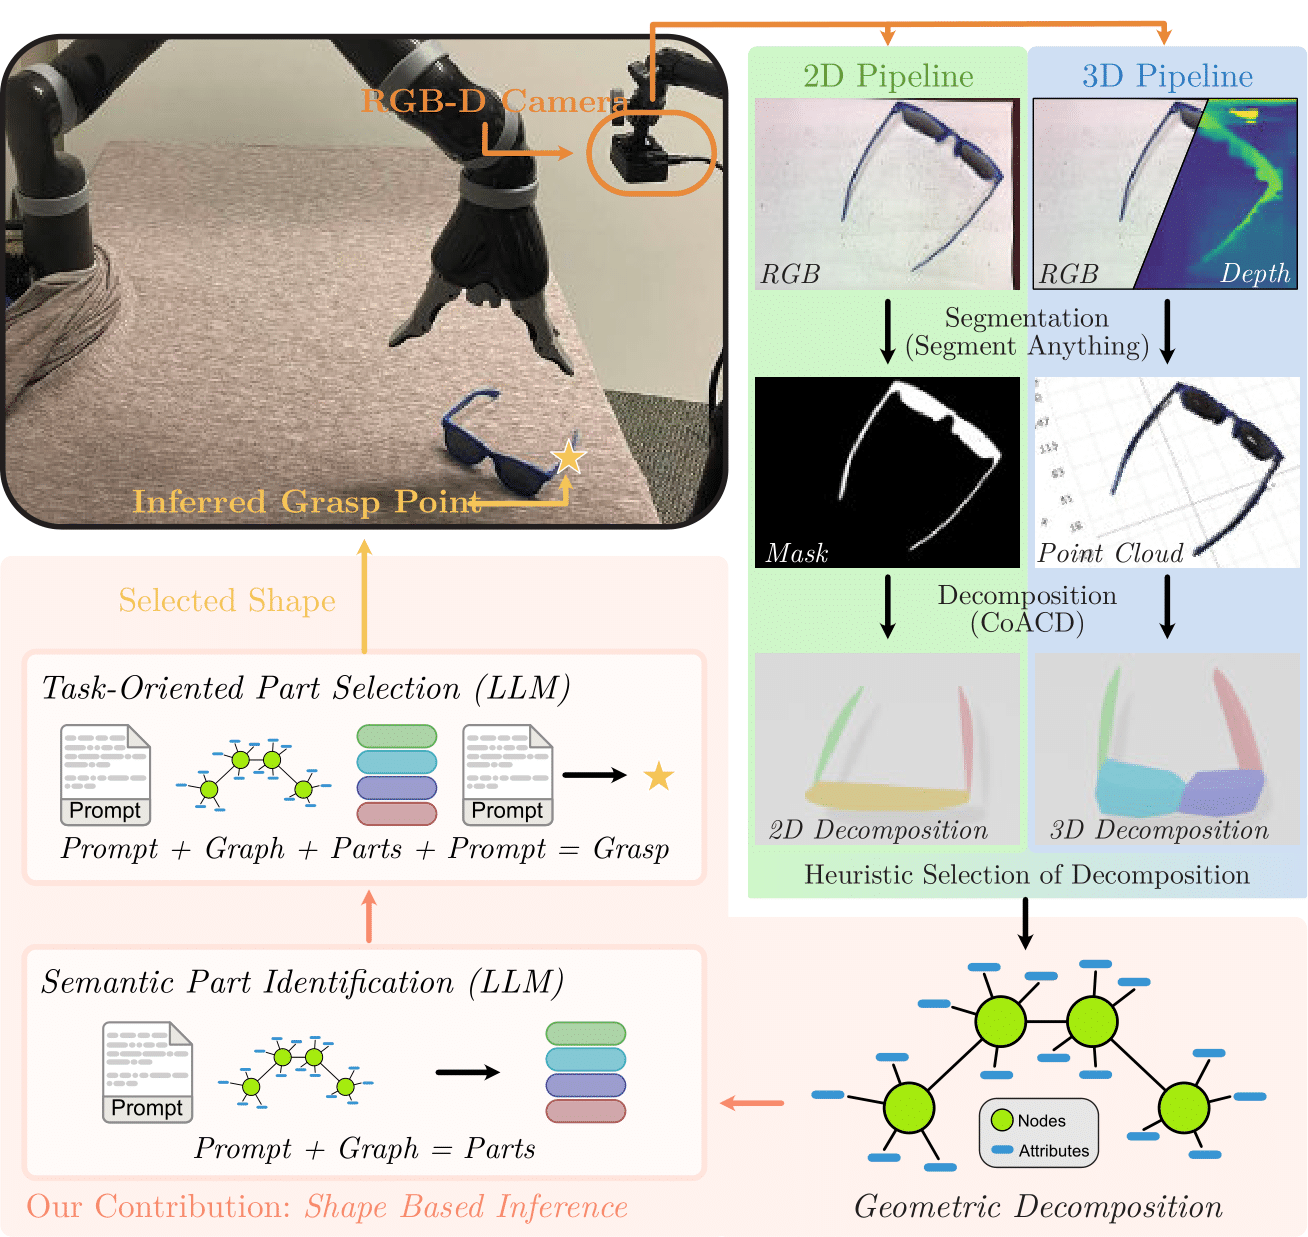 RGB-D Camera
Inferred Grasp Point
2D Pipeline
3D Pipeline
RGB
RGB
Depth
Segmentation
(Segment Anything)
Mask
Point Cloud
Decomposition
(CoACD)
2D Decomposition
3D Decomposition
Heuristic Selection of Decomposition
Nodes
Attributes
Geometric Decomposition
Selected Shape
Task-Oriented Part Selection (LLM)
Prompt
Prompt
Prompt + Graph + Parts + Prompt = Grasp
Semantic Part Identification (LLM)
Prompt
Prompt + Graph = Parts
Our Contribution: Shape Based Inference